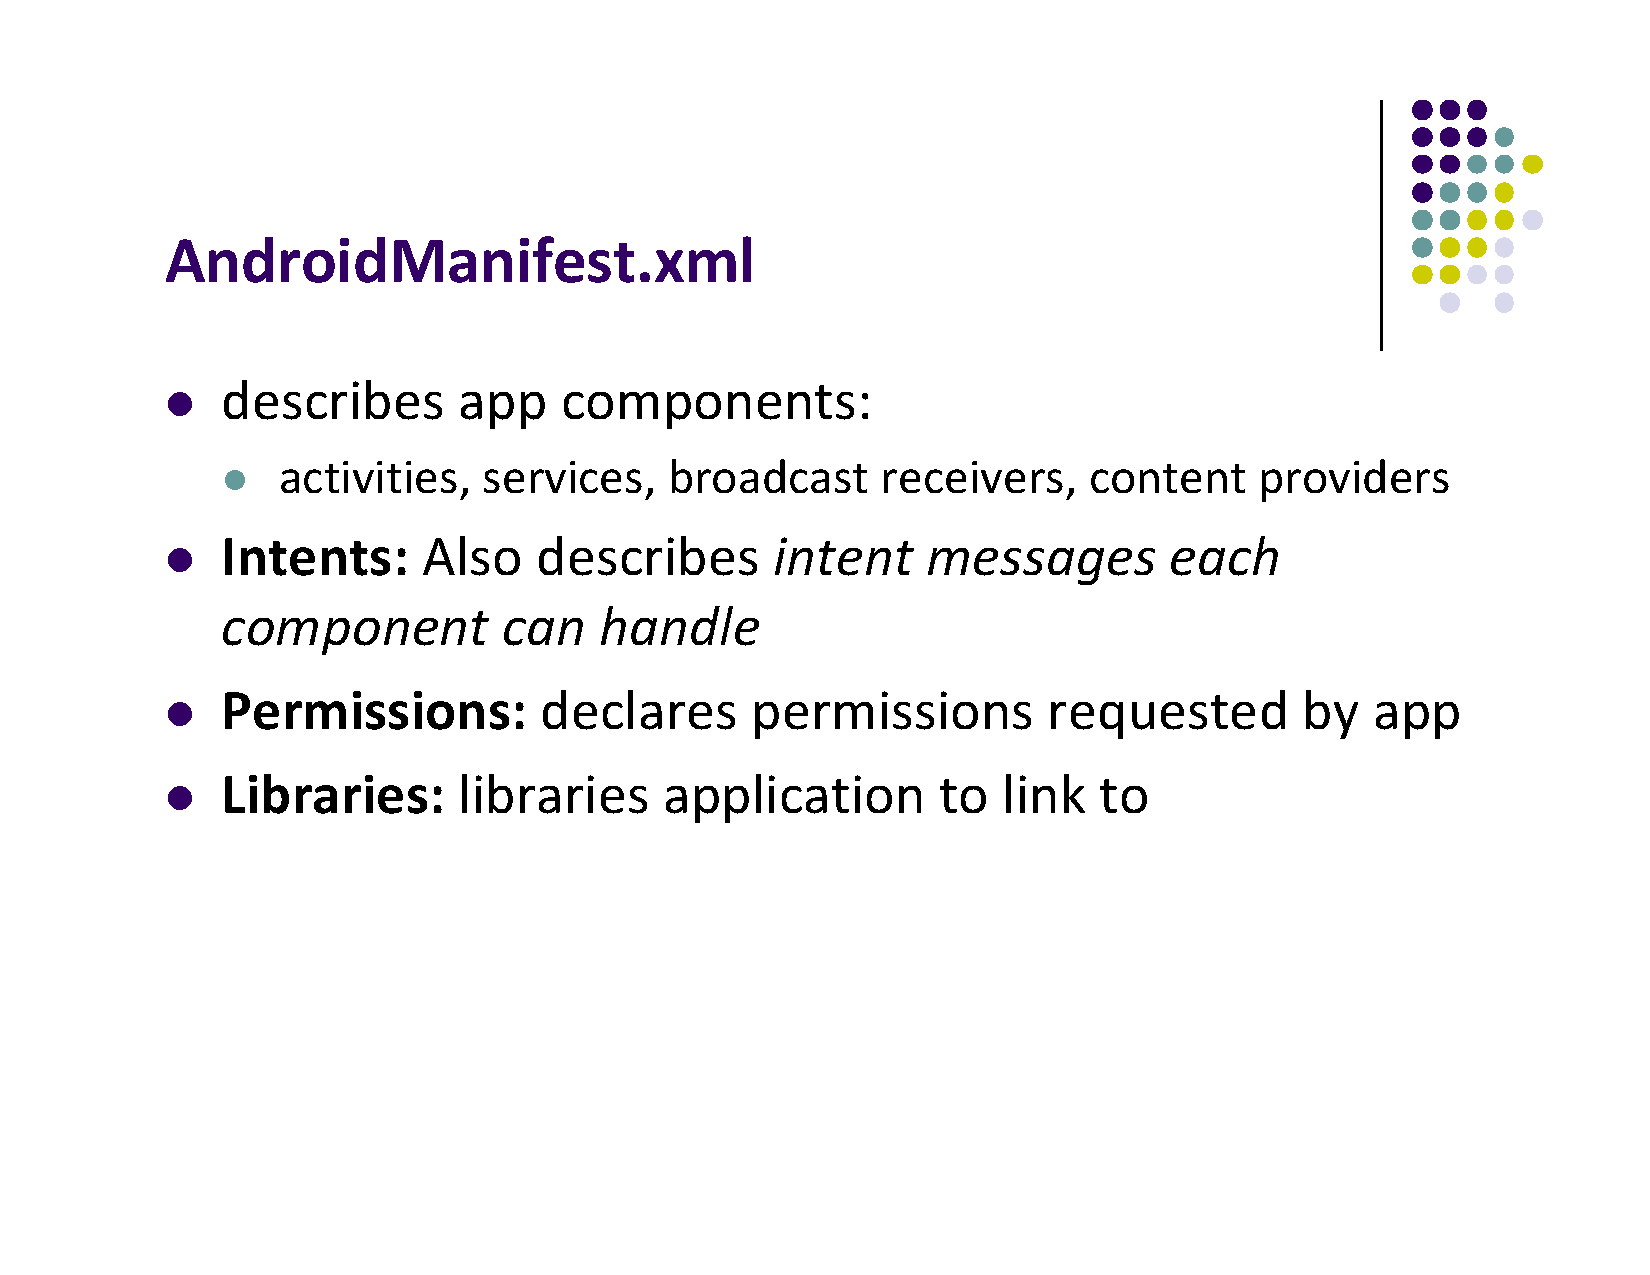 AndroidManifest.xml
describes app components:
activities, services, broadcast receivers, content providers
Intents: Also describes intent messages each
component can handle
Permissions: declares permissions requested by app
Libraries: libraries application to link to